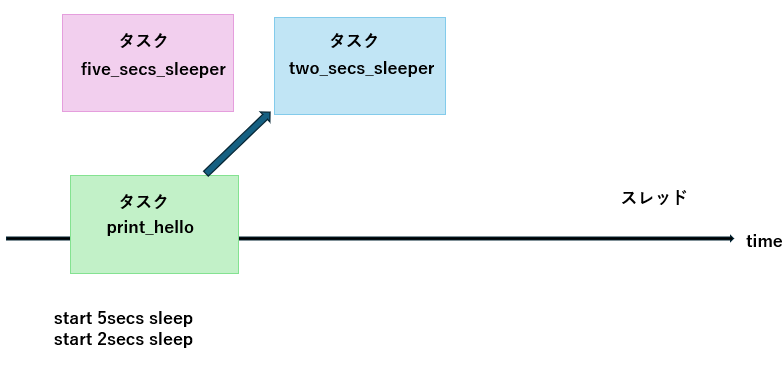 タスク
five_secs_sleeper
タスク
two_secs_sleeper
タスク
print_hello
スレッド
time
start 5secs sleep
start 2secs sleep